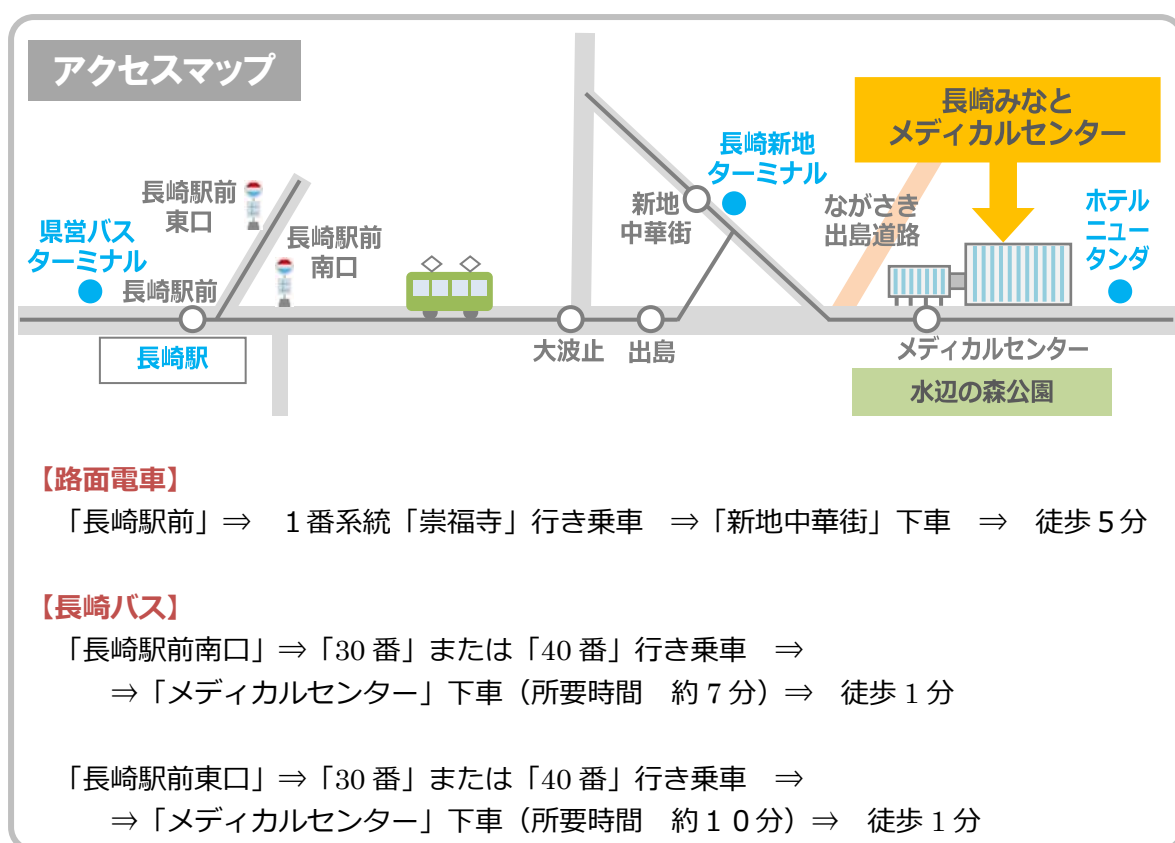 アクセスマップ
長崎みなと
メディカルセンター
長崎新地
ターミナル
長崎駅前
東口
新地
中華街
ながさき
出島道路
ホテル
ニュー
タンダ
県営バス
ターミナル
長崎駅前
南口
長崎駅前
長崎駅
大波止
出島
メディカルセンター
水辺の森公園
【路面電車】
「長崎駅前」⇒　１番系統「崇福寺」行き乗車　⇒「新地中華街」下車　⇒　徒歩５分
【長崎バス】
「長崎駅前南口」⇒「30 番」または「40 番」行き乗車　⇒
⇒「メディカルセンター」下車（所要時間　約 7 分）⇒　徒歩 1 分
「長崎駅前東口」⇒「30 番」または「40 番」行き乗車　⇒
⇒「メディカルセンター」下車（所要時間　約１０分）⇒　徒歩 1 分